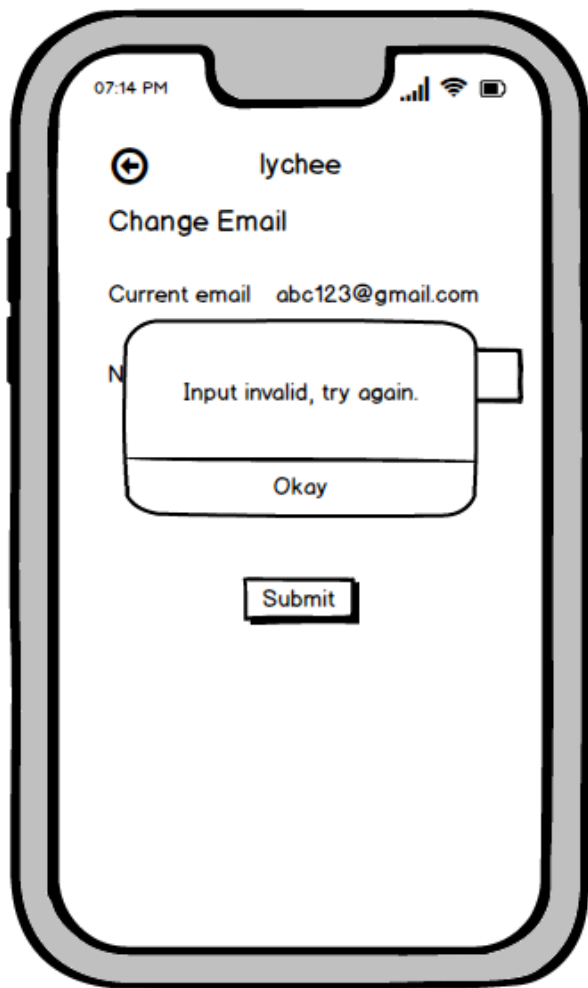 07:14 PM
lychee
Change Email
Current email abc123@gmail.com
N
Input invalid, try again.
Okay
Submit